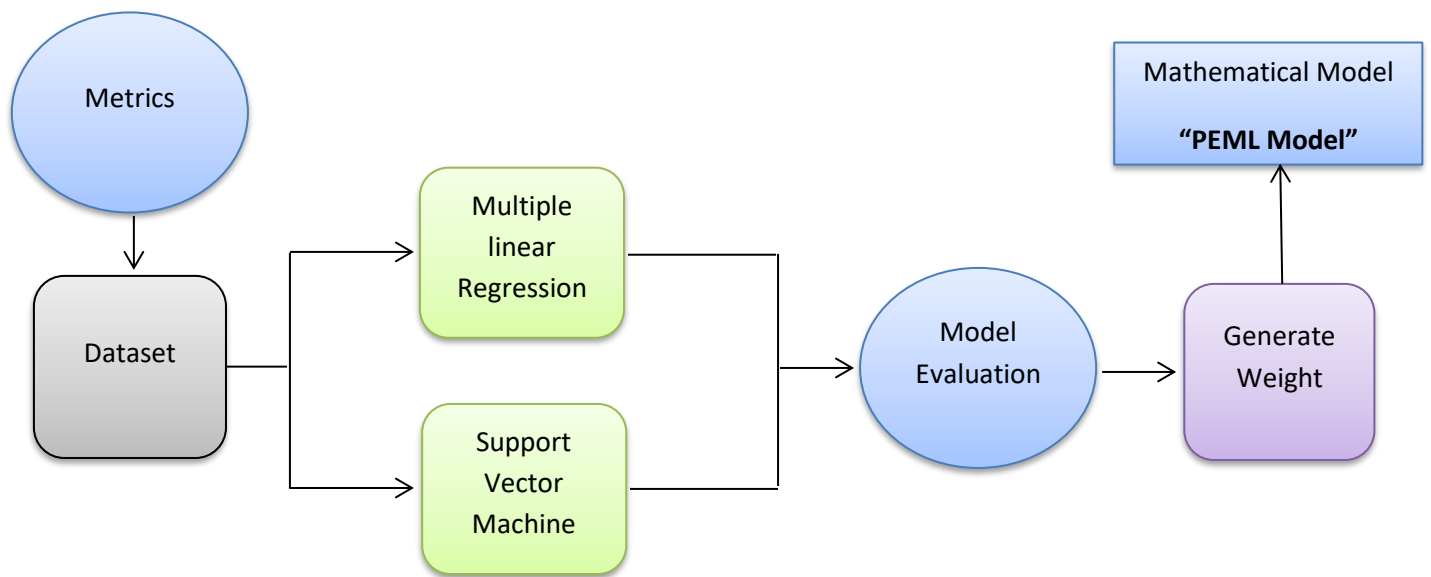 Metrics
Dataset
Multiple
linear
Regression
Support
Vector
Machine
Model
Evaluation
Generate
Weight
Mathematical Model
“PEML Model”